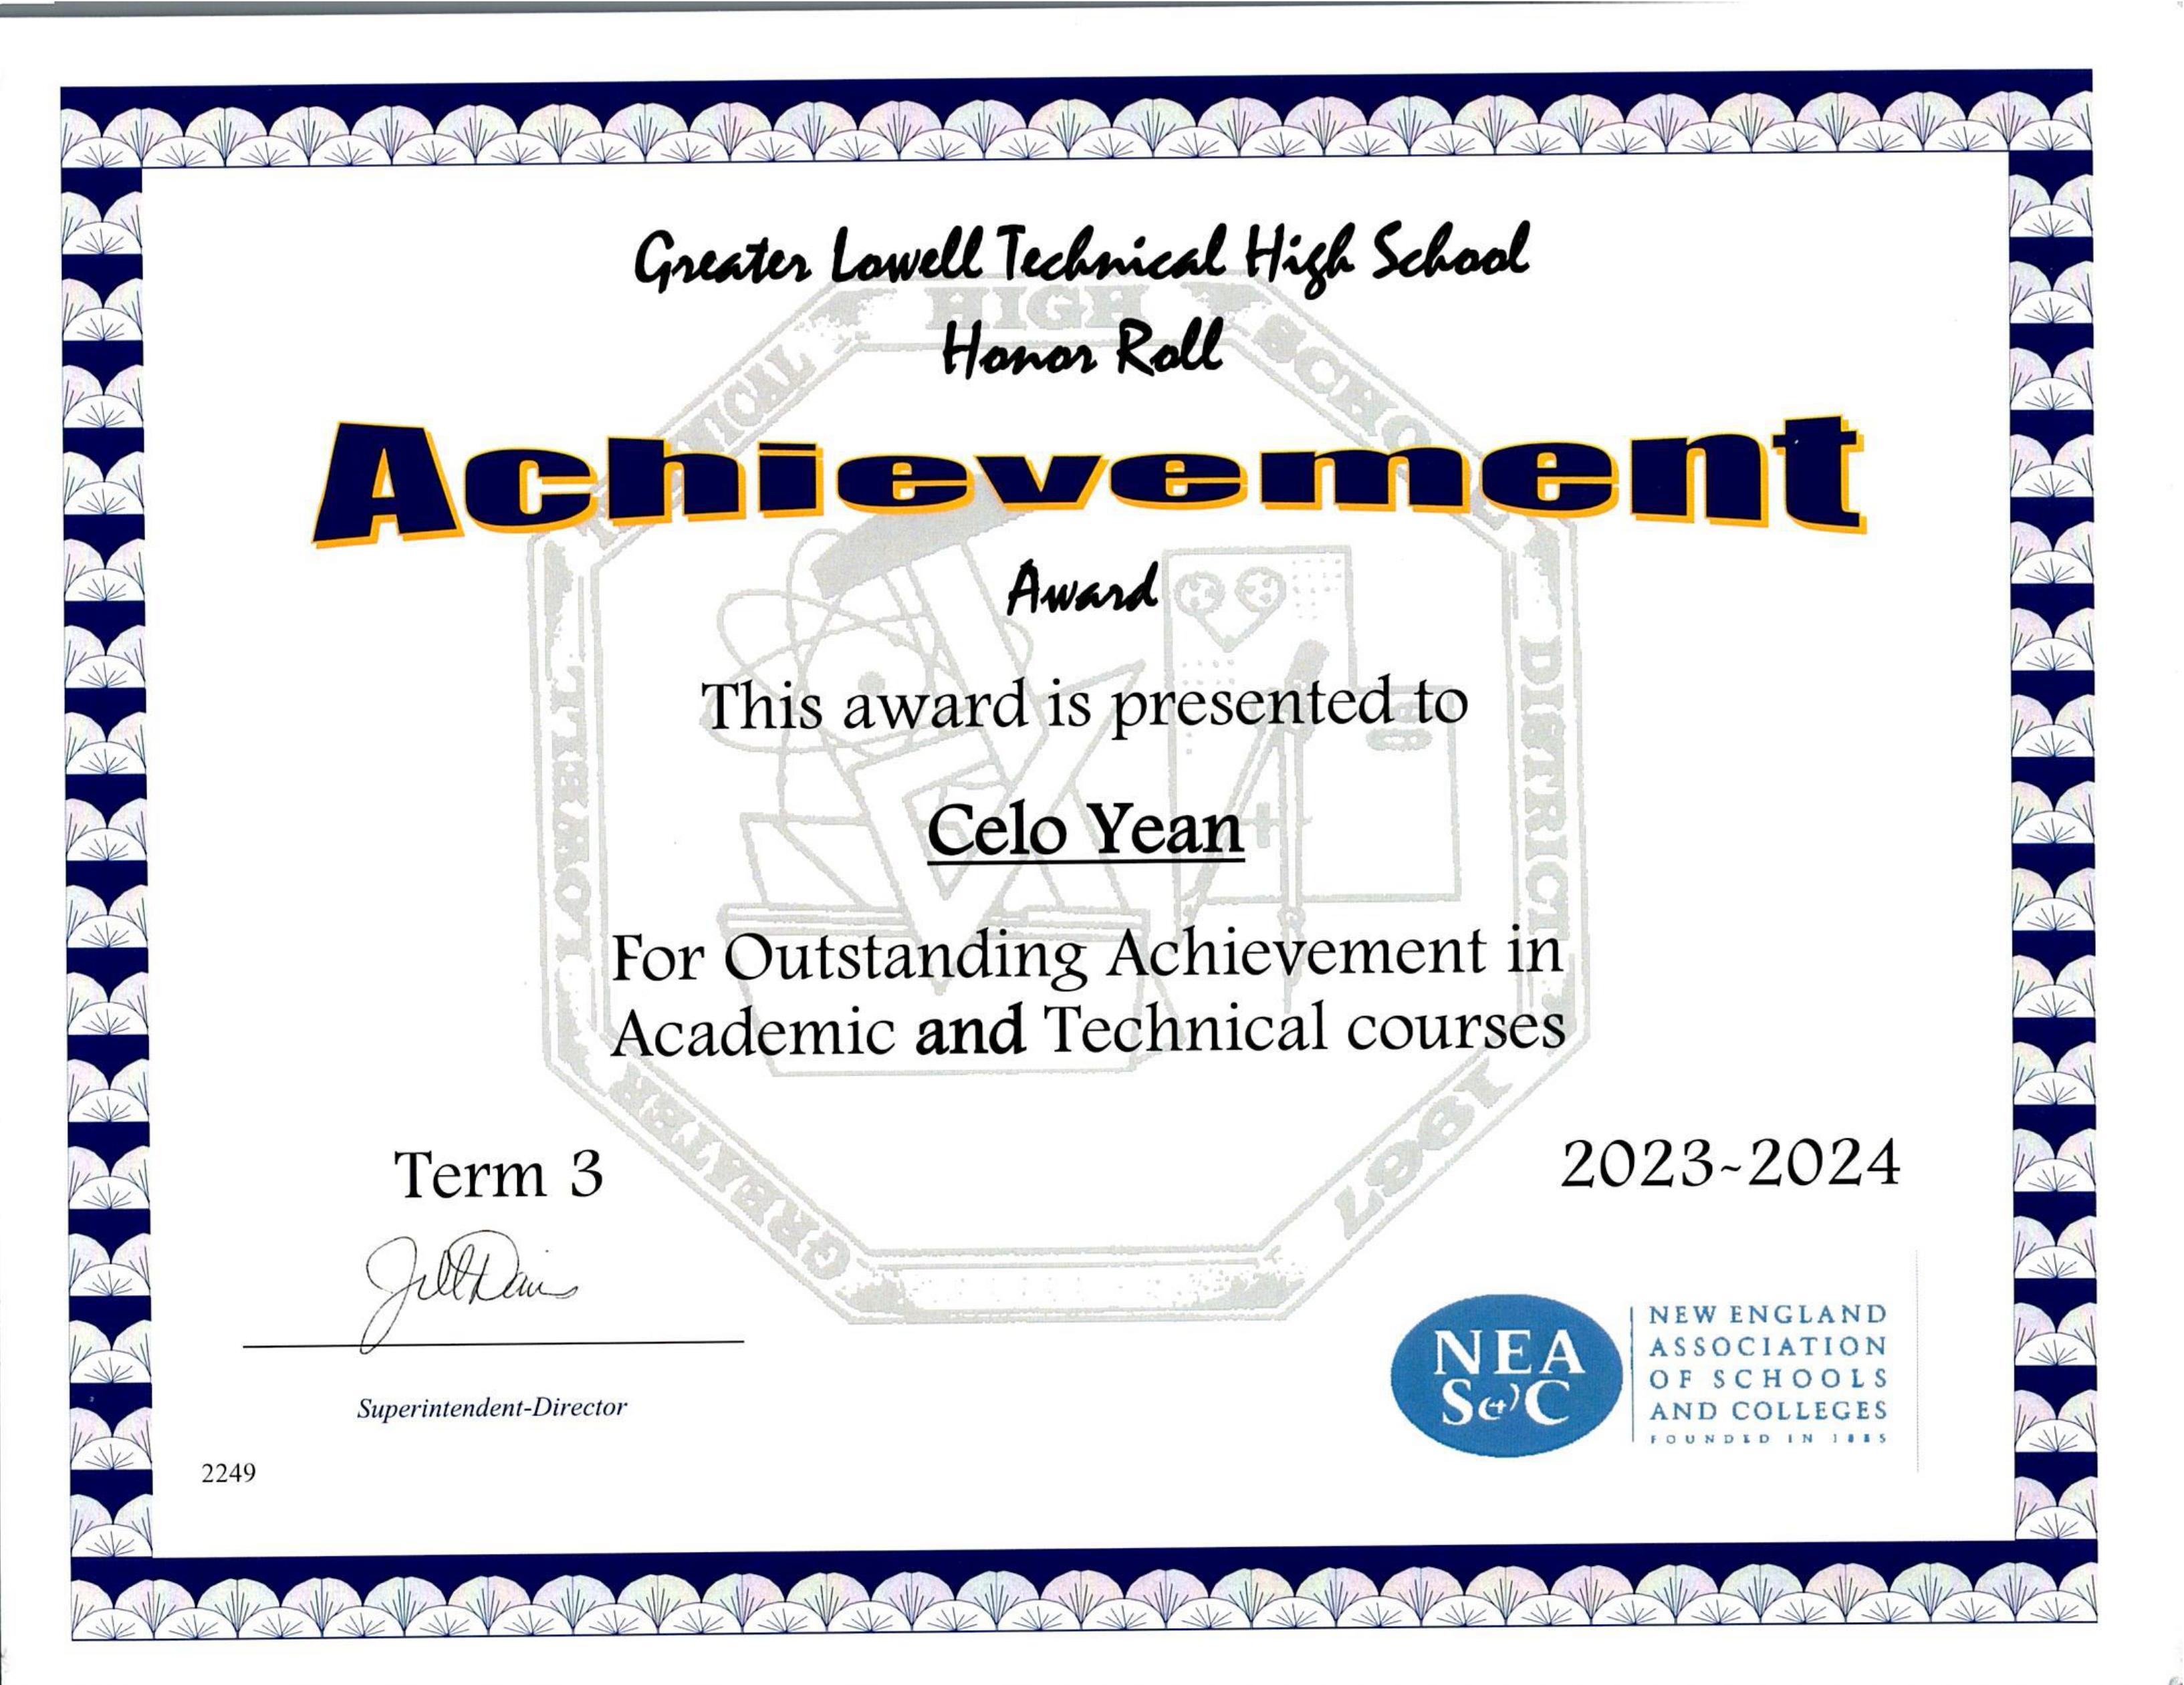 Greater Lowell Technical High School
Honor Roll
Achievement
Award
This award is presented to
Celo Yean
For Outstanding Achievement in
Academic and Technical courses
Term 3
2023~2024
Jill Davis
Superintendent-Director
2249
NEA
S&C
NEW ENGLAND
ASSOCIATION
OF SCHOOLS
AND COLLEGES
FOUNDED IN 1885
GREATER LOWELL TECHNICAL HIGH SCHOOL DISTRICT
1967